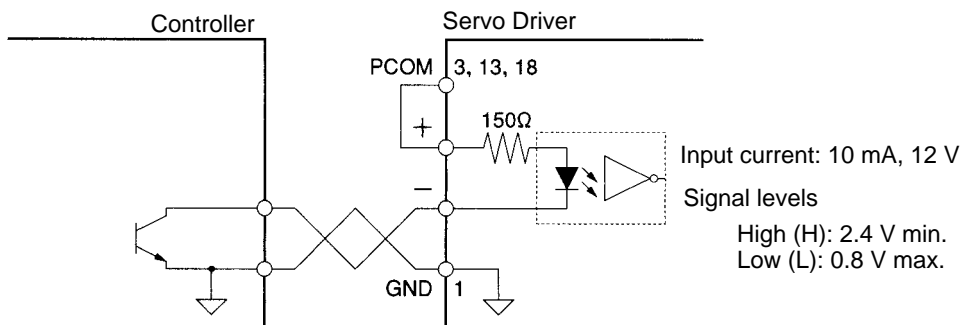 Controller
Servo Driver
PCOM 3, 13, 18
+
150Ω
−
Input current: 10 mA, 12 V
Signal levels
High (H): 2.4 V min.
Low (L): 0.8 V max.
GND 1